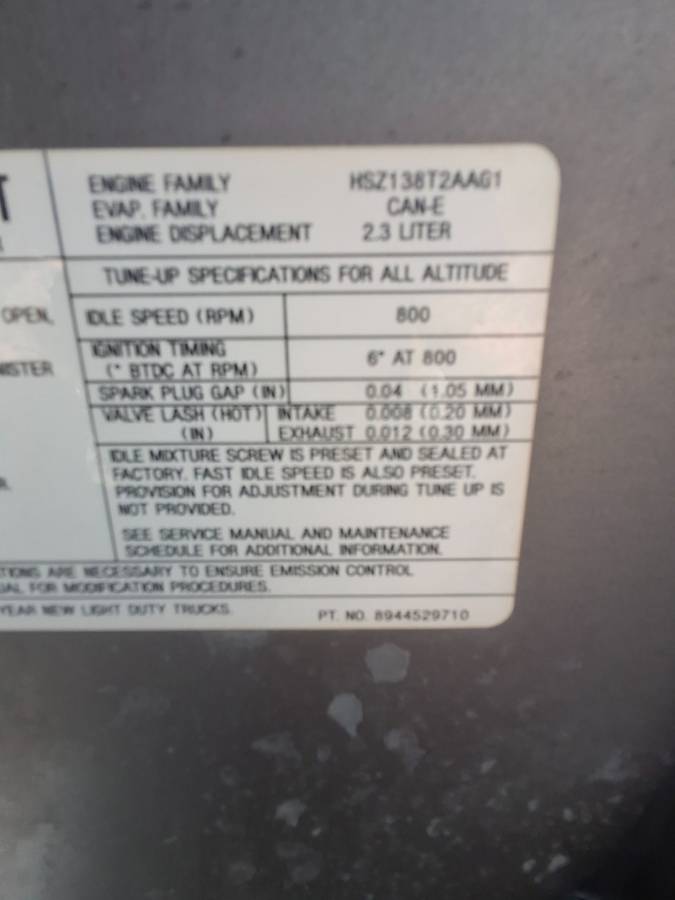 T
ENGINE FAMILY HSZ138T2AAG1
EVAP. FAMILY CAN-E
ENGINE DISPLACEMENT 2.3 LITER
TUNE-UP SPECIFICATIONS FOR ALL ALTITUDE
OPEN,
IDLE SPEED (RPM) 800
IGNITION TIMING
(° BTDC AT RPM) 6° AT 800
NISTER
SPARK PLUG GAP (IN) 0.04 (1.05 MM)
VALVE LASH (HOT) INTAKE 0.008 (0.20 MM)
(IN) EXHAUST 0.012 (0.30 MM)
IDLE MIXTURE SCREW IS PRESET AND SEALED AT
FACTORY. FAST IDLE SPEED IS ALSO PRESET.
PROVISION FOR ADJUSTMENT DURING TUNE UP IS
NOT PROVIDED.
SEE SERVICE MANUAL AND MAINTENANCE
SCHEDULE FOR ADDITIONAL INFORMATION.
TIONS ARE NECESSARY TO ENSURE EMISSION CONTROL
UAL FOR MODIFICATION PROCEDURES.
YEAR NEW LIGHT DUTY TRUCKS. PT. NO. 8944529710